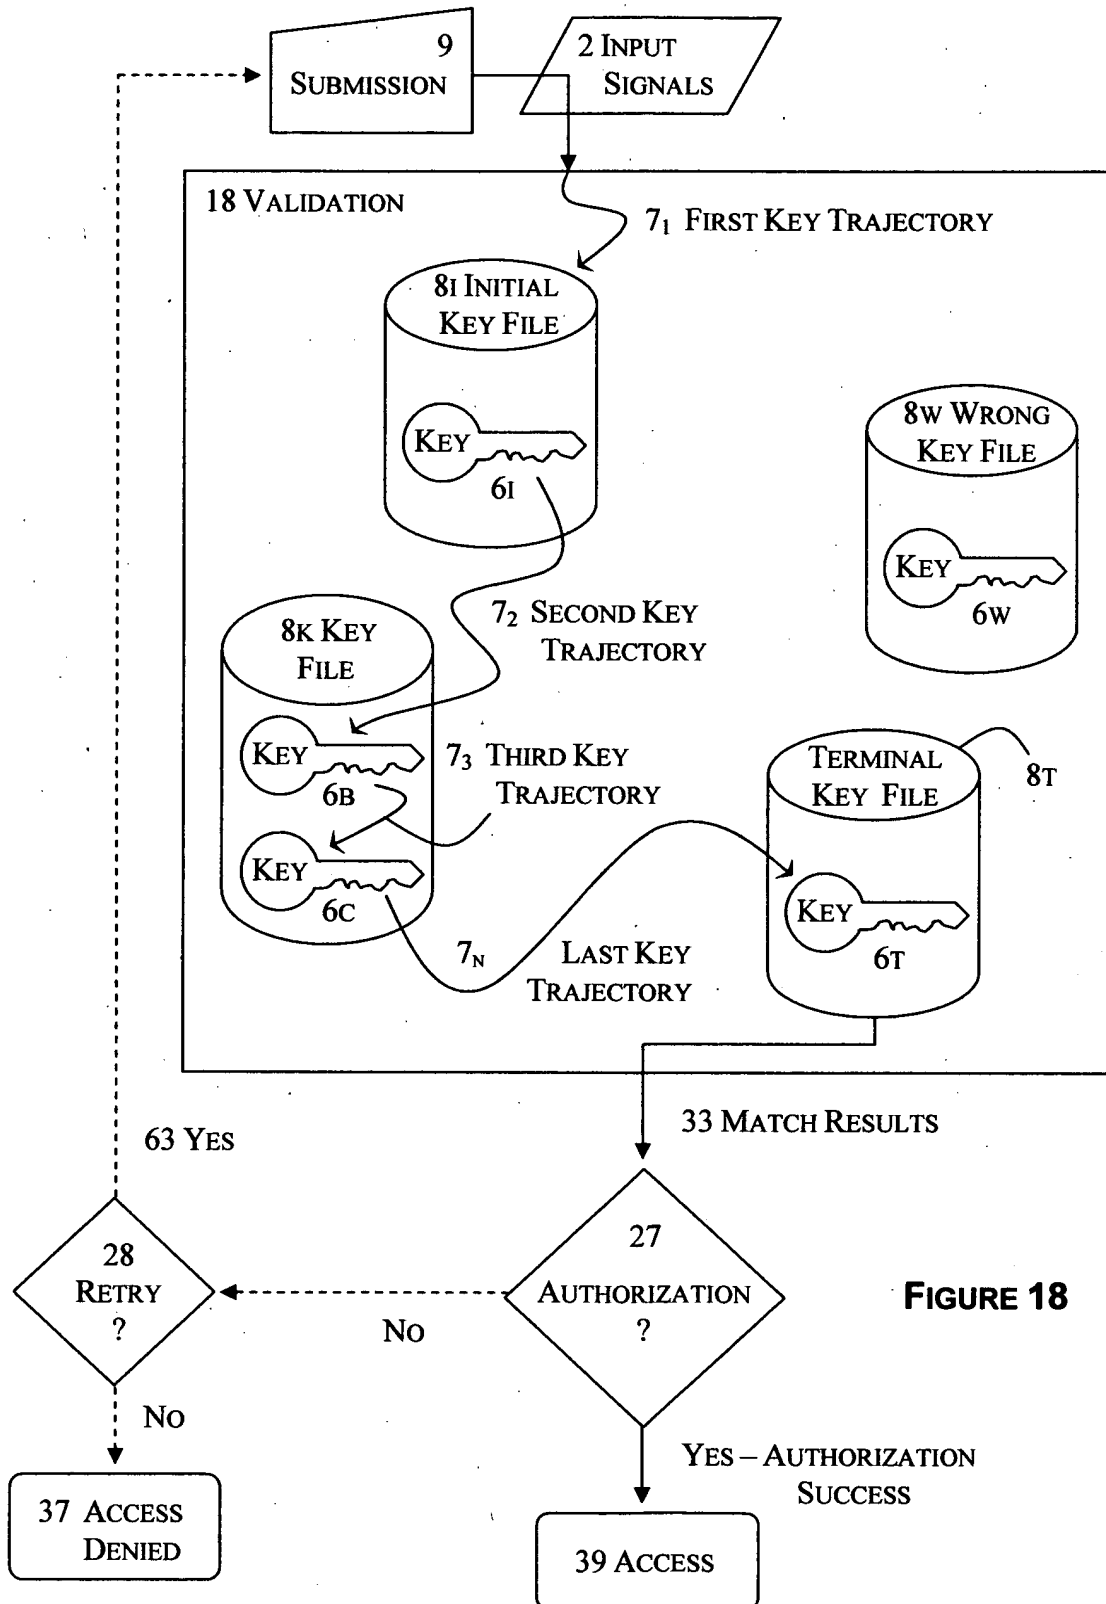 9
SUBMISSION
2 INPUT
SIGNALS
18 VALIDATION
7₁ FIRST KEY TRAJECTORY
8I INITIAL
KEY FILE
KEY
6I
8W WRONG
KEY FILE
KEY
6W
7₂ SECOND KEY
TRAJECTORY
8K KEY
FILE
KEY
6B
7₃ THIRD KEY
TRAJECTORY
KEY
6C
TERMINAL
KEY FILE
8T
KEY
6T
7N LAST KEY
TRAJECTORY
33 MATCH RESULTS
63 YES
28
RETRY
?
27
AUTHORIZATION
?
NO
FIGURE 18
NO
YES – AUTHORIZATION
SUCCESS
37 ACCESS
DENIED
39 ACCESS